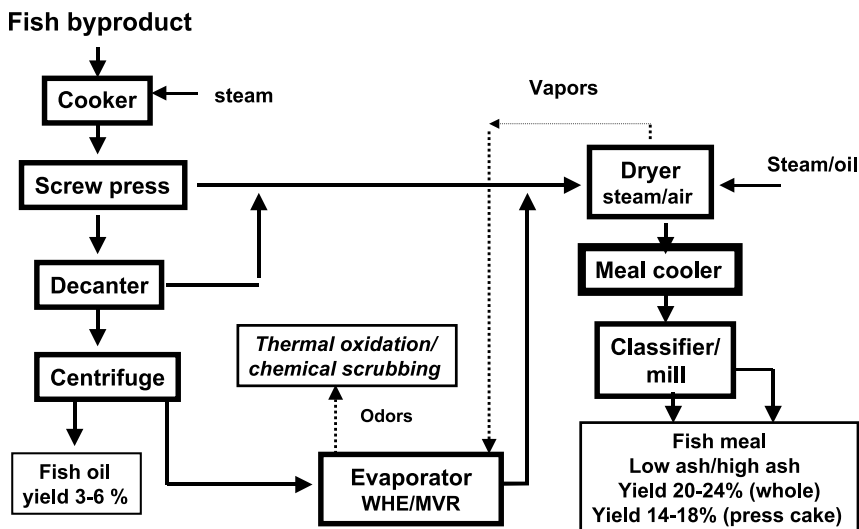 Fish byproduct
Cooker
steam
Screw press
Decanter
Centrifuge
Fish oil
yield 3-6 %
Thermal oxidation/
chemical scrubbing
Odors
Evaporator
WHE/MVR
Vapors
Dryer
steam/air
Steam/oil
Meal cooler
Classifier/
mill
Fish meal
Low ash/high ash
Yield 20-24% (whole)
Yield 14-18% (press cake)